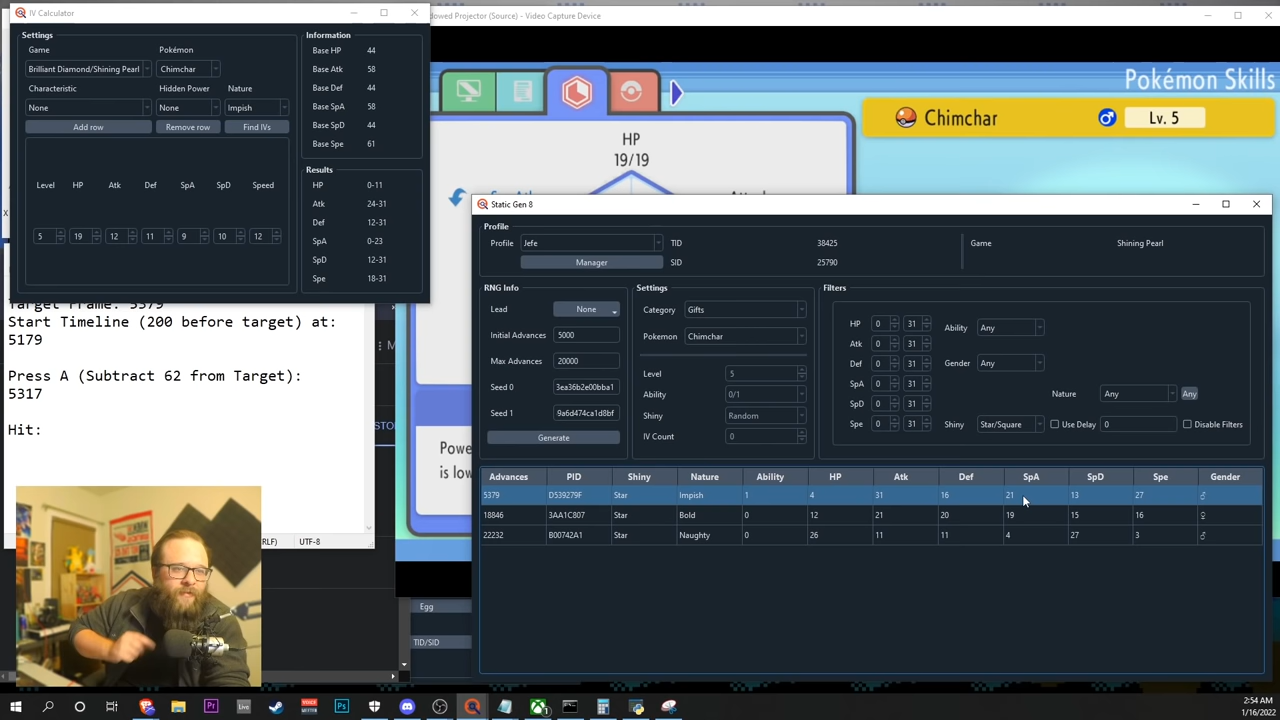 IV Calculator
Settings
Game Pokémon
Brilliant Diamond/Shining Pearl Chimchar
Characteristic Hidden Power Nature
None None Impish
Add row Remove row Find IVs
Level HP Atk Def SpA SpD Speed
5 19 12 11 9 10 12
Information
Base HP 44
Base Atk 58
Base Def 44
Base SpA 58
Base SpD 44
Base Spe 61
Results
HP 0-11
Atk 24-31
Def 12-31
SpA 0-23
SpD 12-31
Spe 18-31
dowed Projector (Source) - Video Capture Device
Pokémon Skills
Chimchar Lv. 5
HP
19/19
Target Frame: 5379
Start Timeline (200 before target) at:
5179
Press A (Subtract 62 from Target):
5317
Hit:
RLF) UTF-8
M
STO
Powe
is low
Egg
TID/SID
Static Gen 8
Profile
Profile Jefe TID 38425 Game Shining Pearl
Manager SID 25790
RNG Info
Lead None
Initial Advances 5000
Max Advances 20000
Seed 0 3ea36b2e00bba1
Seed 1 9a6d474ca1d8bf
Generate
Settings
Category Gifts
Pokemon Chimchar
Level 5
Ability 0/1
Shiny Random
IV Count 0
Filters
HP 0 31
Atk 0 31
Def 0 31
SpA 0 31
SpD 0 31
Spe 0 31
Ability Any
Gender Any
Nature Any Any
Shiny Star/Square Use Delay 0 Disable Filters
Advances PID Shiny Nature Ability HP Atk Def SpA SpD Spe Gender
5379 D539279F Star Impish 1 4 31 16 21 13 27 ♂
18846 3AA1C807 Star Bold 0 12 21 20 19 15 16 ♀
22232 B00742A1 Star Naughty 0 26 11 11 4 27 3 ♂
2:54 AM
1/16/2022